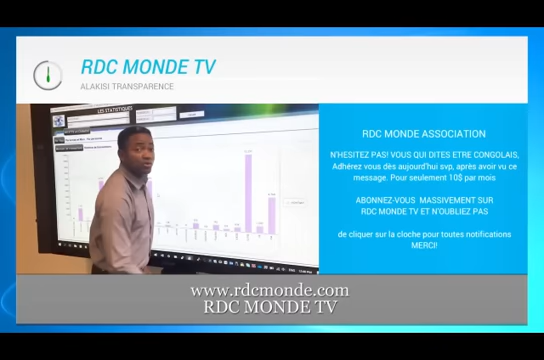 RDC MONDE TV
ALAKISI TRANSPARENCE
LES STATISTIQUES
RDC MONDE ASSOCIATION
N'HESITEZ PAS! VOUS QUI DITES ETRE CONGOLAIS,
Adhérez vous dès aujourd'hui svp, après avoir vu ce
message. Pour seulement 10$ par mois
ABONNEZ-VOUS MASSIVEMENT SUR
RDC MONDE TV ET N'OUBLIEZ PAS
de cliquer sur la cloche pour toutes notifications
MERCI!
www.rdcmonde.com
RDC MONDE TV